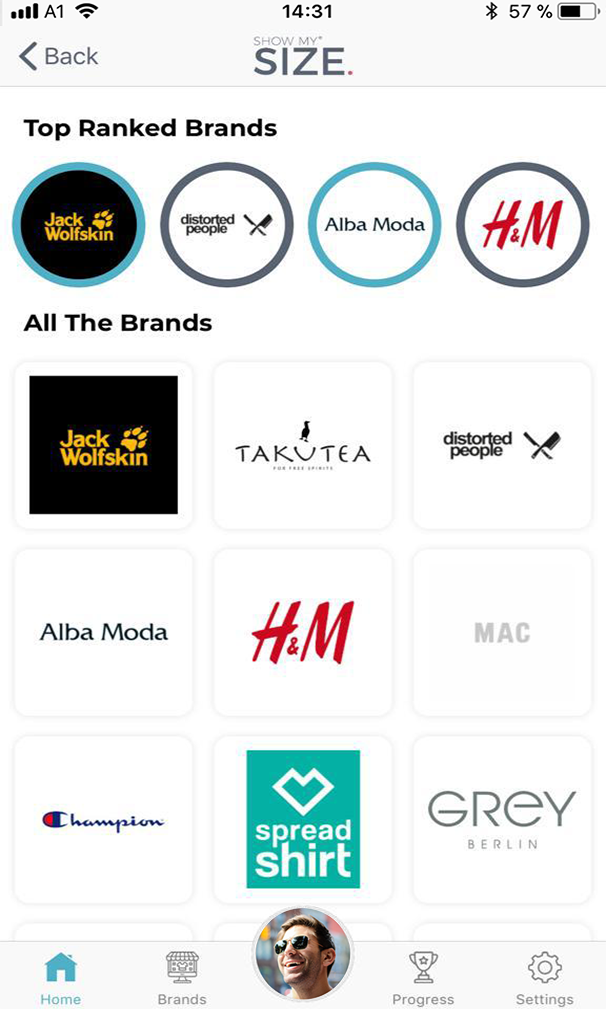 A1 14:31 57 %
Back
SHOW MY*
SIZE.
Top Ranked Brands
Jack
Wolfskin
distorted
people
Alba Moda
H&M
All The Brands
Jack
Wolfskin
TAKUTEA
FOR FREE SPIRITS
distorted
people
Alba Moda
H&M
MAC
Champion
spread
shirt
GREY
BERLIN
Home
Brands
Progress
Settings